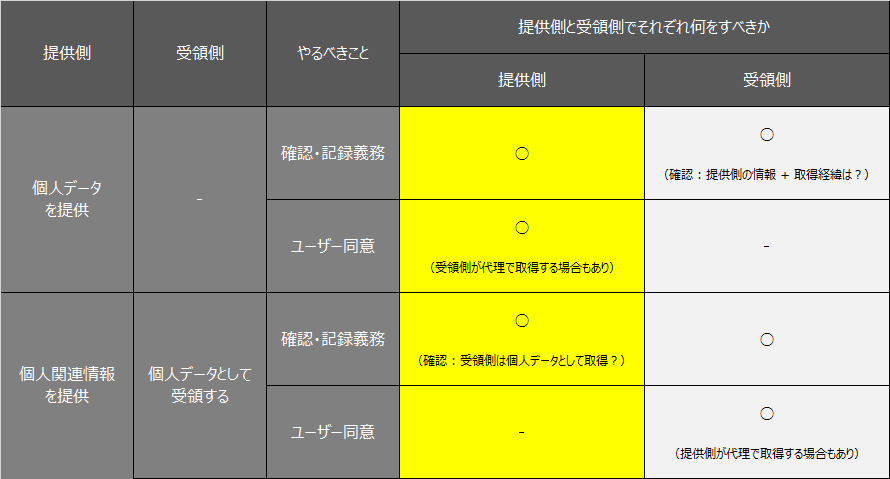 提供側
受領側
やるべきこと
提供側と受領側でそれぞれ何をすべきか
提供側
受領側
個人データ
を提供
-
確認・記録義務
○
○
（確認：提供側の情報 + 取得経緯は？）
ユーザー同意
○
（受領側が代理で取得する場合もあり）
-
個人関連情報
を提供
個人データとして
受領する
確認・記録義務
○
（確認：受領側は個人データとして取得？）
○
ユーザー同意
-
○
（提供側が代理で取得する場合もあり）